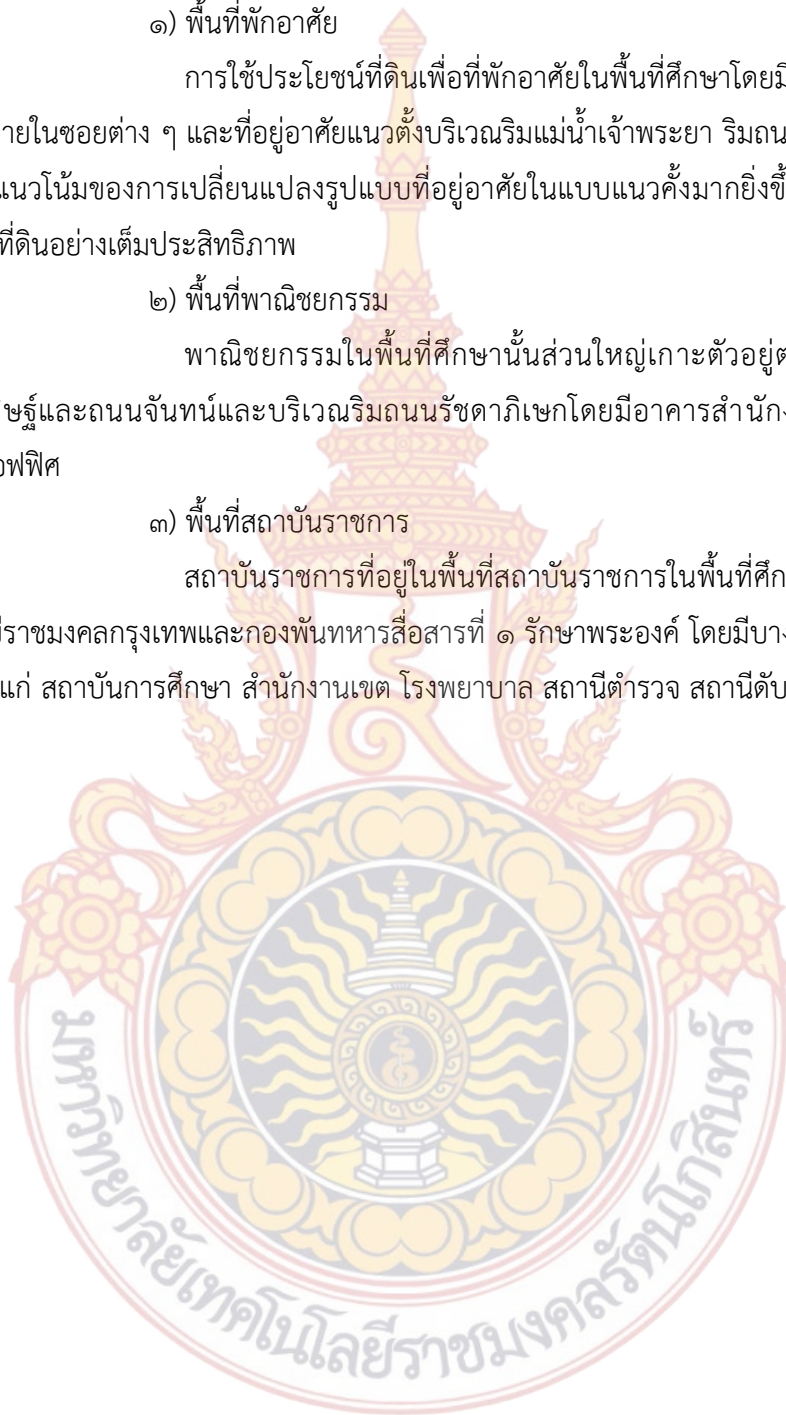 ๑) พื้นที่พักอาศัย
การใช้ประโยชน์ที่ดินเพื่อที่พักอาศัยในพื้นที่ศึกษาโดยมี
ายในซอยต่าง ๆ และที่อยู่อาศัยแนวตั้งบริเวณริมแม่น้ำเจ้าพระยา ริมถน
แนวโน้มของการเปลี่ยนแปลงรูปแบบที่อยู่อาศัยในแบบแนวคั้งมากยิ่งขึ้
ที่ดินอย่างเต็มประสิทธิภาพ
๒) พื้นที่พาณิชยกรรม
พาณิชยกรรมในพื้นที่ศึกษานั้นส่วนใหญ่เกาะตัวอยู่ต
ษฐ์และถนนจันทน์และบริเวณริมถนนรัชดาภิเษกโดยมีอาคารสำนักง
อฟฟิศ
๓) พื้นที่สถาบันราชการ
สถาบันราชการที่อยู่ในพื้นที่สถาบันราชการในพื้นที่ศึก
ีราชมงคลกรุงเทพและกองพันทหารสื่อสารที่ ๑ รักษาพระองค์ โดยมีบาง
แก่ สถาบันการศึกษา สำนักงานเขต โรงพยาบาล สถานีตำรวจ สถานีดับ
มหาวิทยาลัยเทคโนโลยีราชมงคลรัตนโกสินทร์